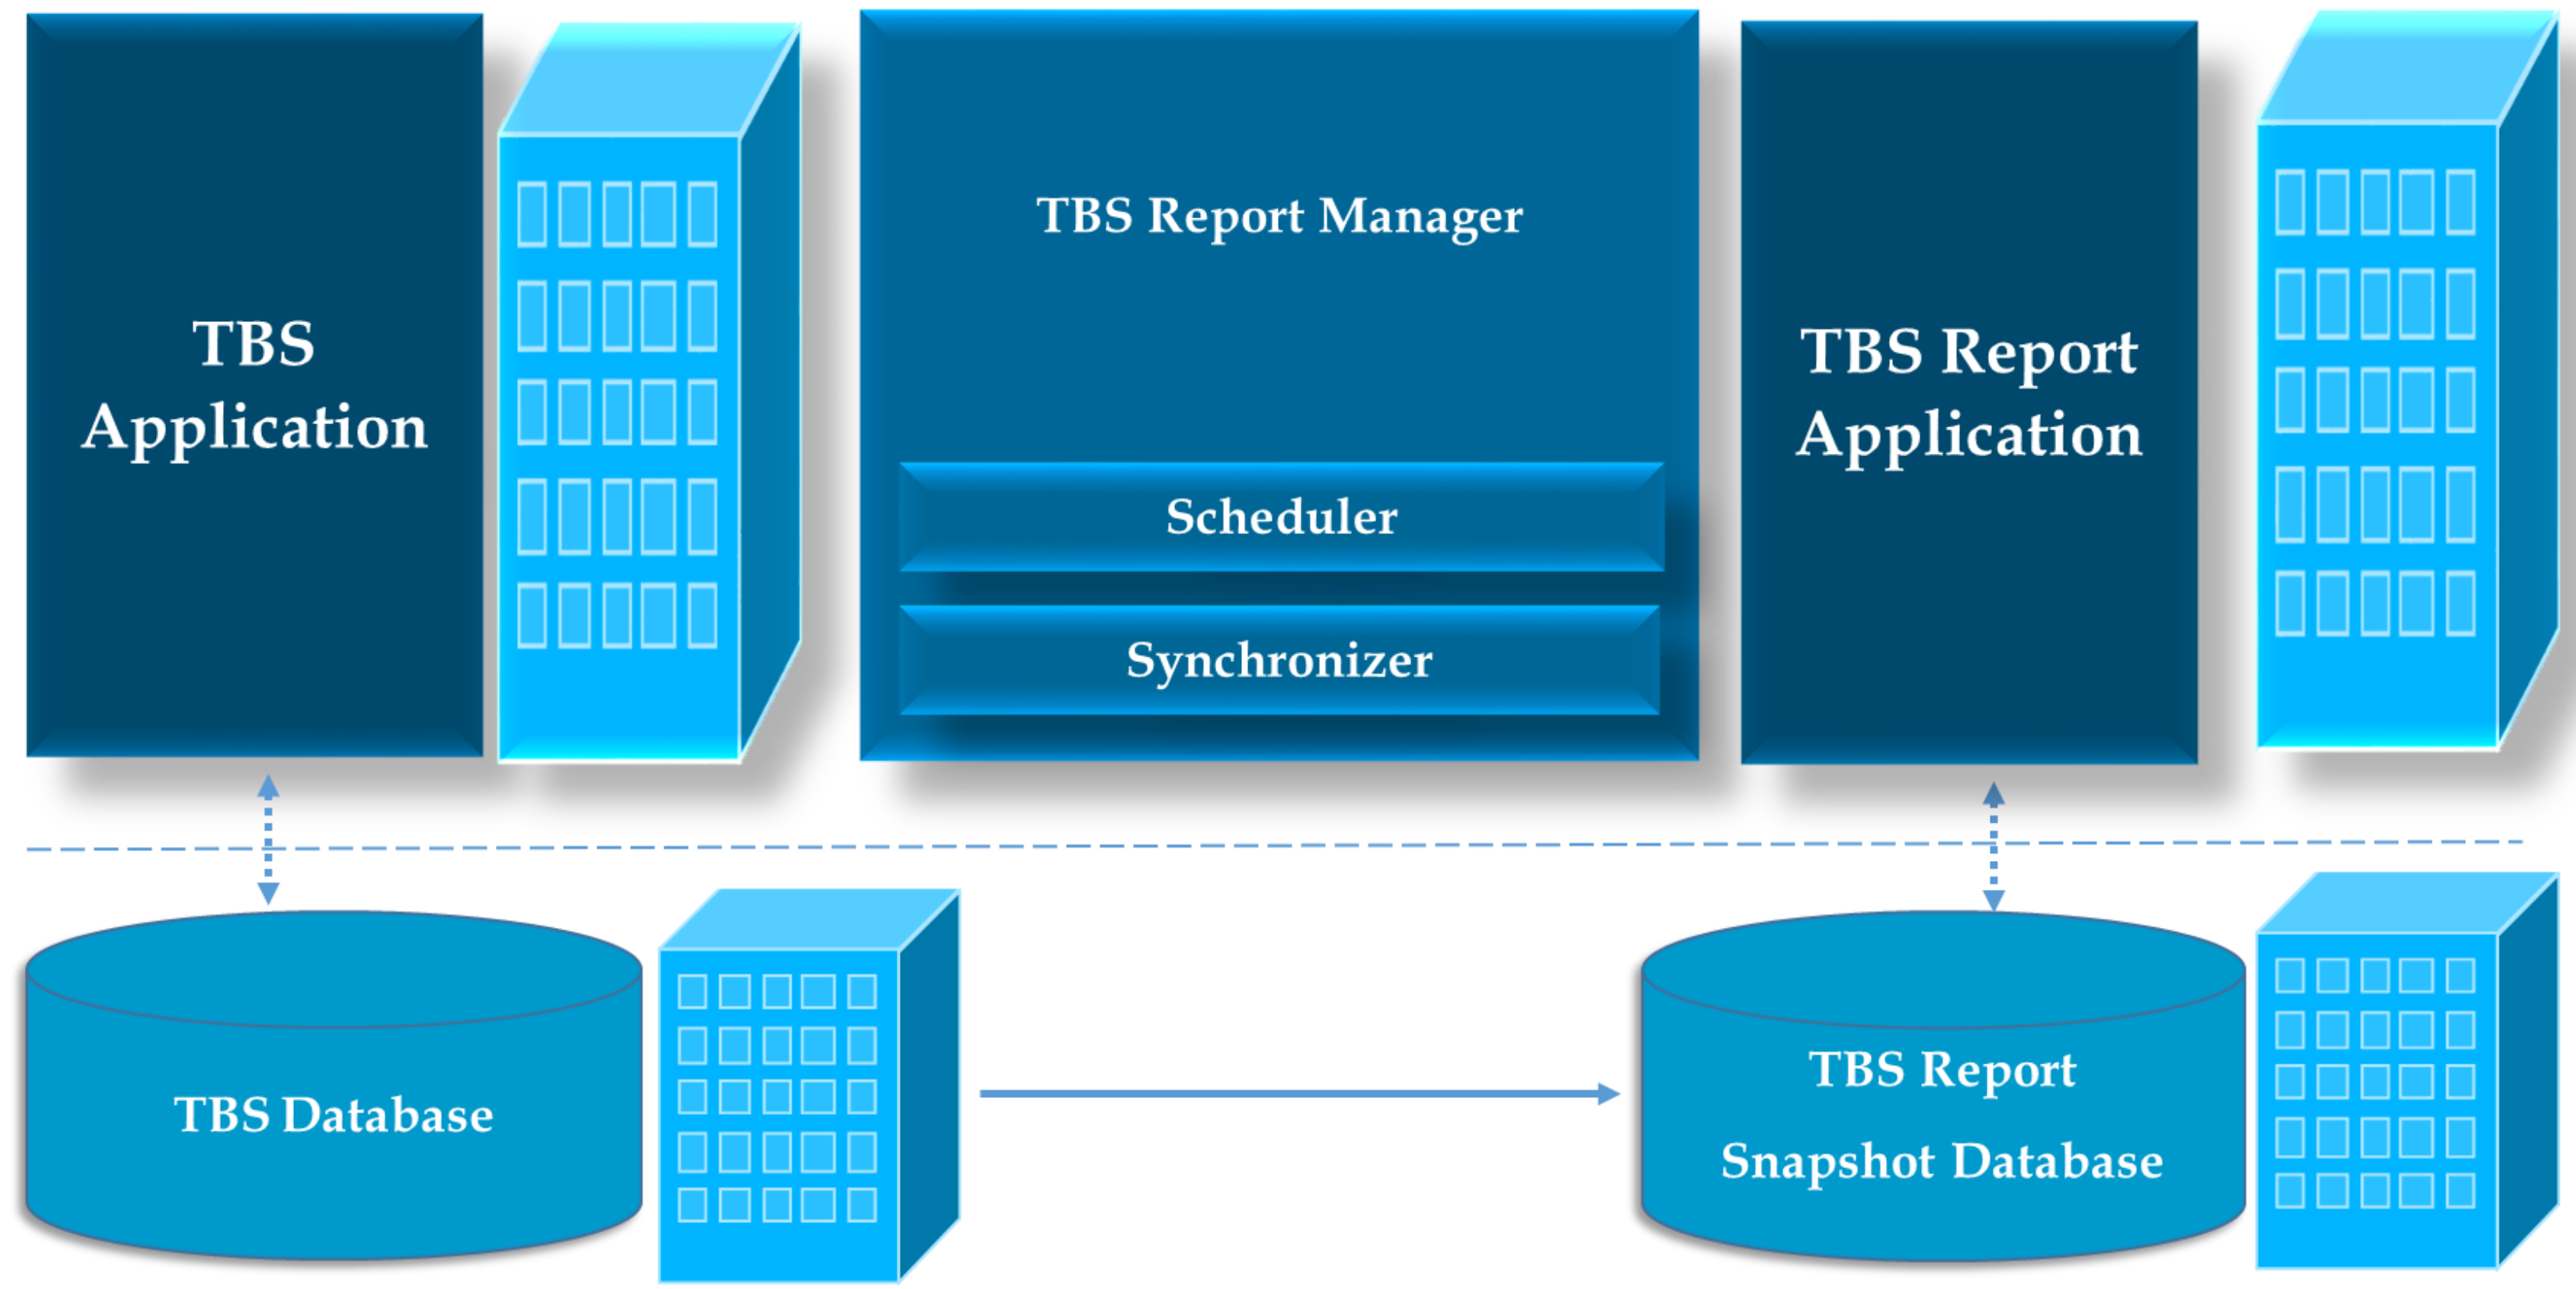 TBS
Application
TBS Report Manager
Scheduler
Synchronizer
TBS Report
Application
TBS Database
TBS Report
Snapshot Database